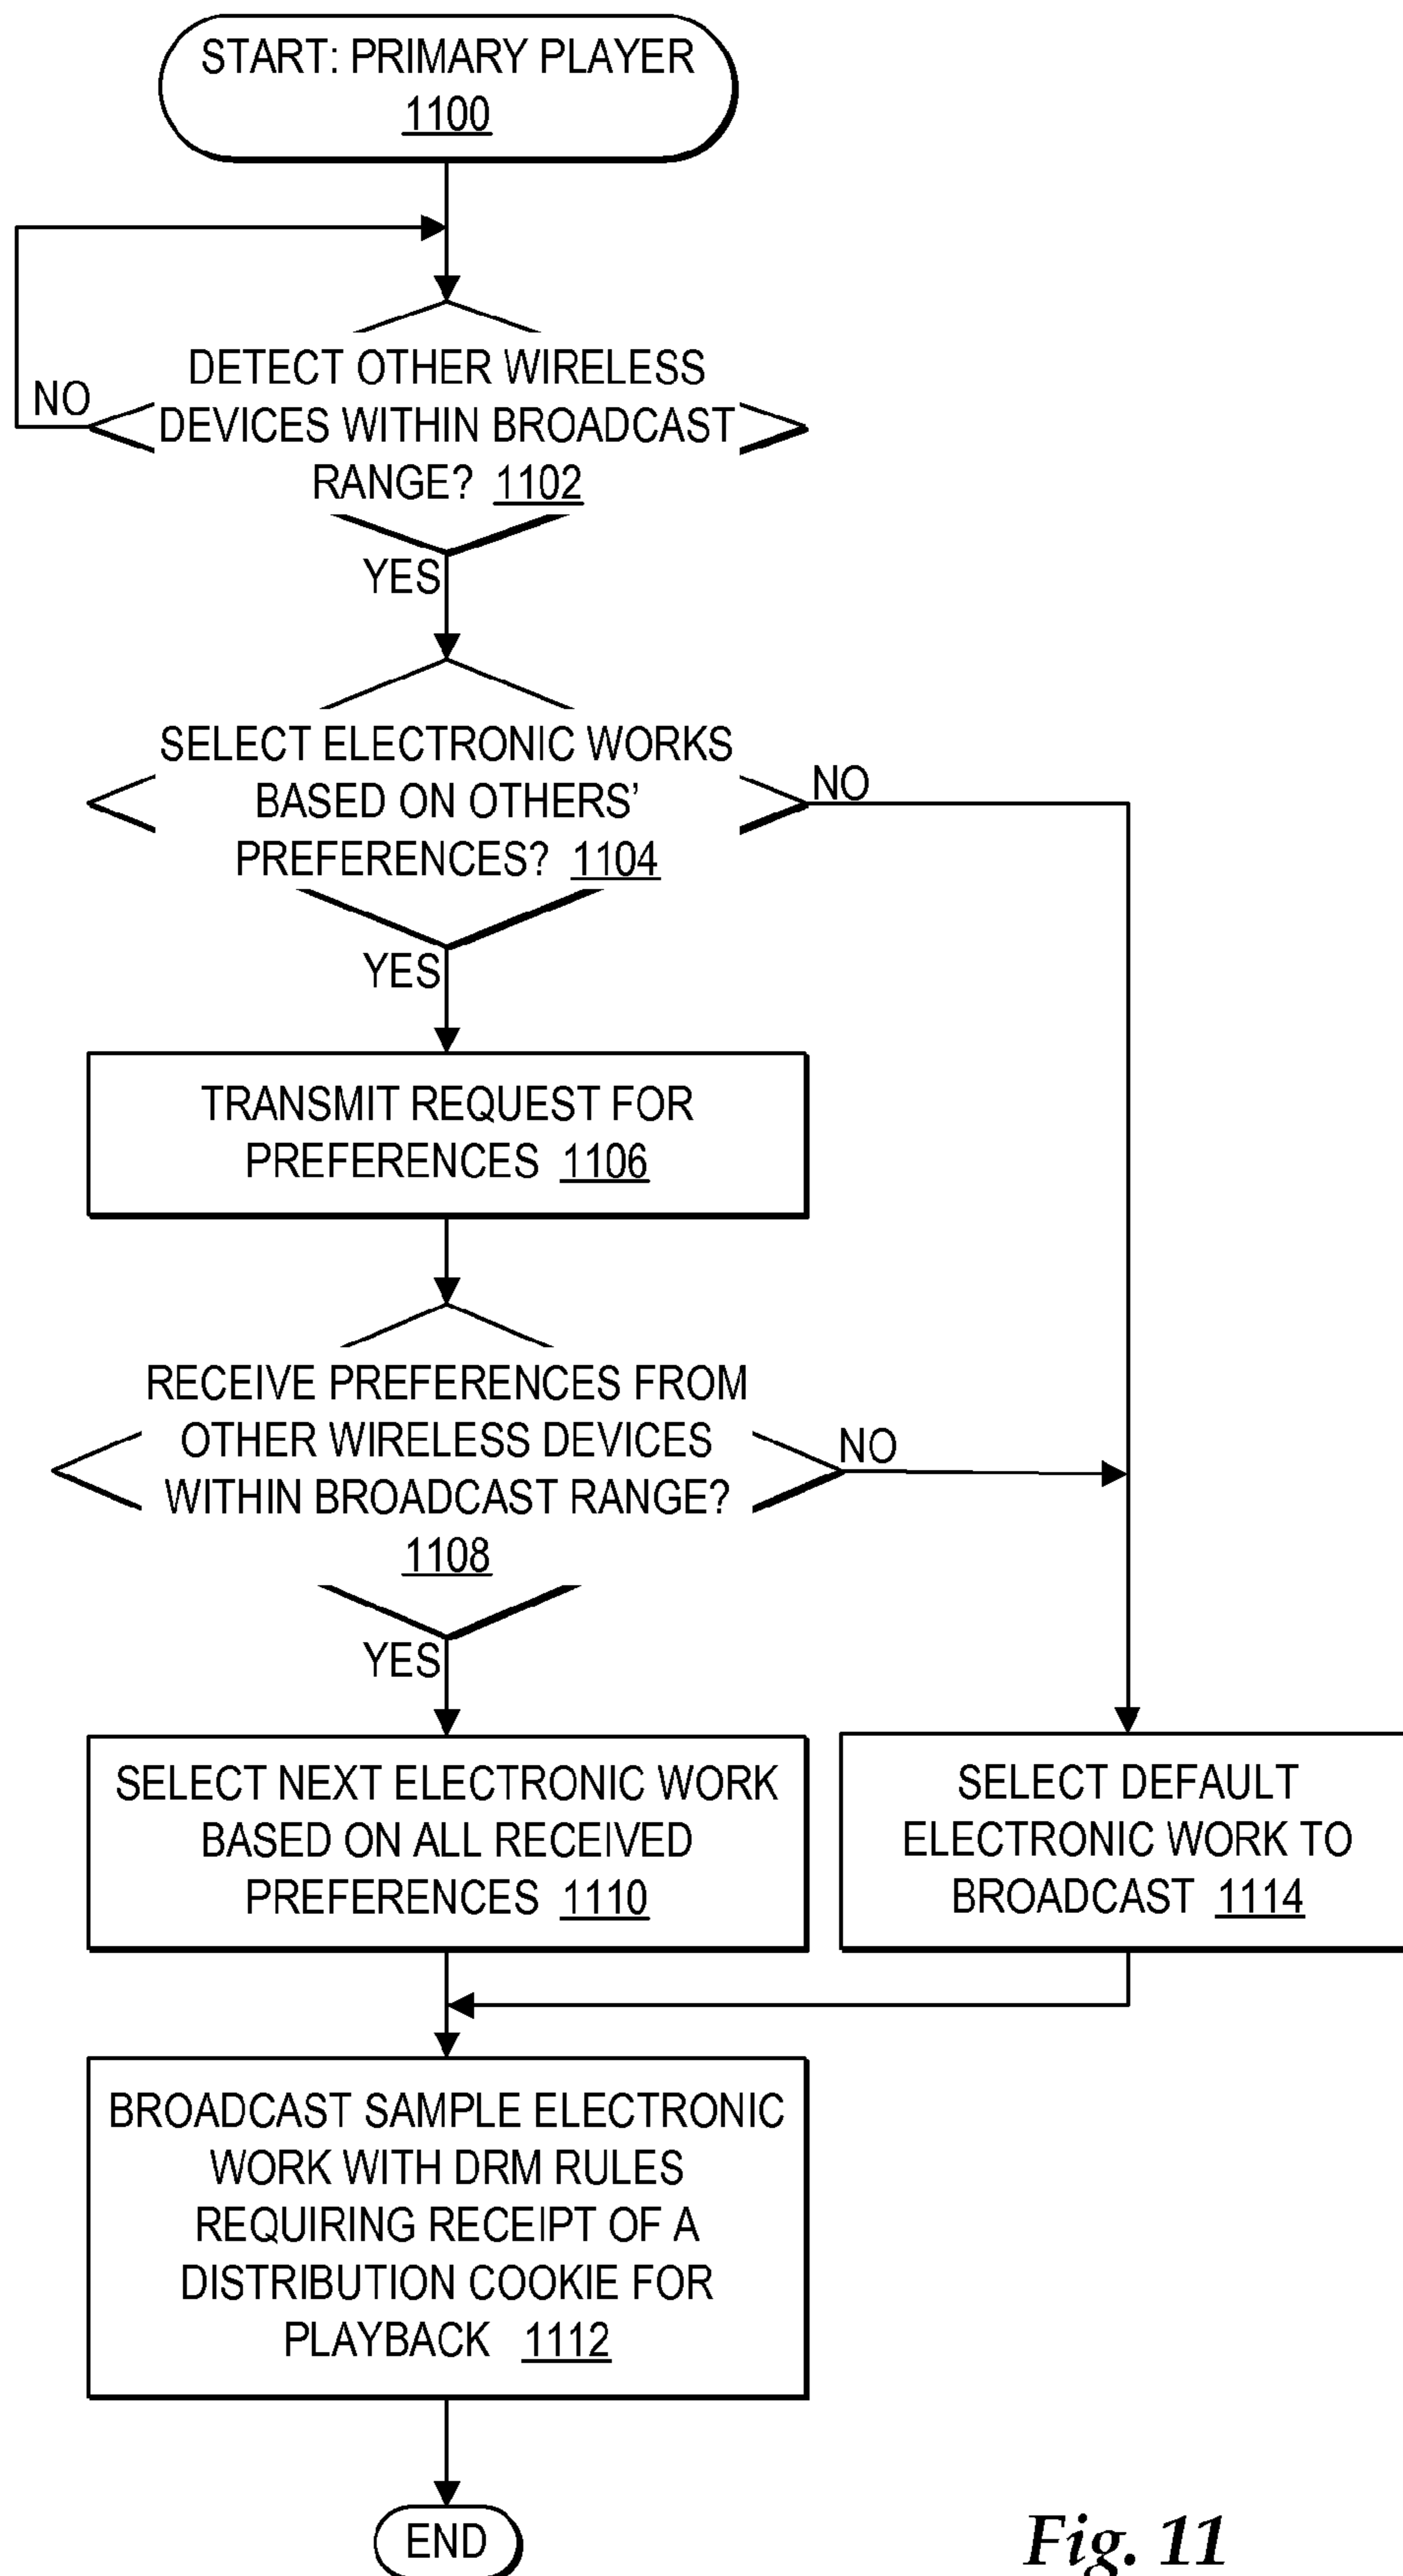 START: PRIMARY PLAYER
1100
DETECT OTHER WIRELESS
NO
DEVICES WITHIN BROADCAST
RANGE? 1102
YES
SELECT ELECTRONIC WORKS
NO
BASED ON OTHERS’
PREFERENCES? 1104
YES
TRANSMIT REQUEST FOR
PREFERENCES 1106
RECEIVE PREFERENCES FROM
OTHER WIRELESS DEVICES
NO
WITHIN BROADCAST RANGE?
1108
YES
SELECT NEXT ELECTRONIC WORK
BASED ON ALL RECEIVED
PREFERENCES 1110
SELECT DEFAULT
ELECTRONIC WORK TO
BROADCAST 1114
BROADCAST SAMPLE ELECTRONIC
WORK WITH DRM RULES
REQUIRING RECEIPT OF A
DISTRIBUTION COOKIE FOR
PLAYBACK 1112
END
Fig. 11